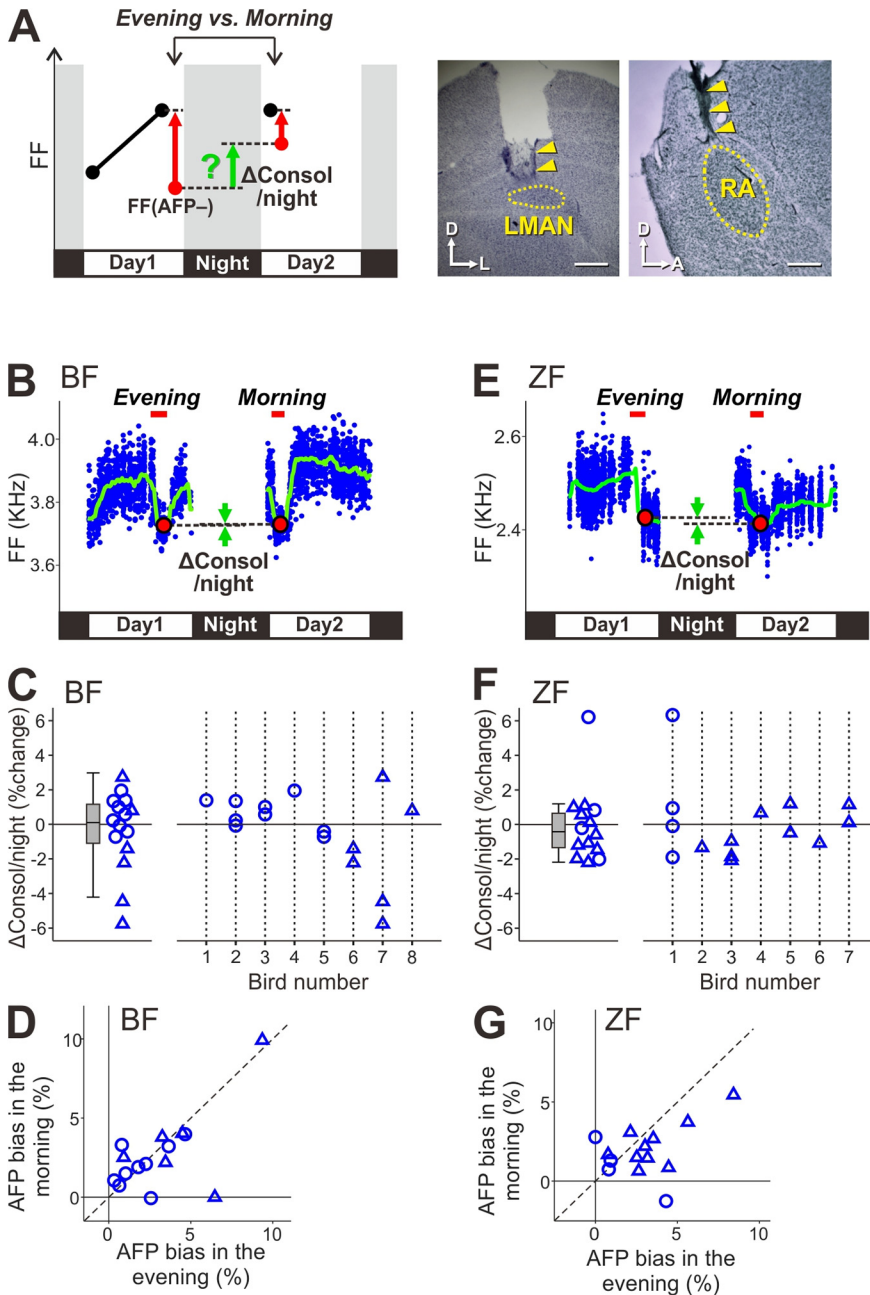 A
Evening vs. Morning
FF
?
ΔConsol
/night
FF(AFP–)
Day1
Night
Day2
D
L
LMAN
D
A
RA
B
BF
Evening
Morning
FF (KHz)
4.0
3.8
3.6
ΔConsol
/night
Day1
Night
Day2
E
ZF
Evening
Morning
FF (KHz)
2.6
2.4
ΔConsol
/night
Day1
Night
Day2
C
BF
ΔConsol/night (%change)
6
4
2
0
-2
-4
-6
1 2 3 4 5 6 7 8
Bird number
F
ZF
ΔConsol/night (%change)
6
4
2
0
-2
-4
-6
1 2 3 4 5 6 7
Bird number
D
BF
AFP bias in the
morning (%)
10
5
0
0 5 10
AFP bias in the
evening (%)
G
ZF
AFP bias in the
morning (%)
10
5
0
0 5 10
AFP bias in the
evening (%)